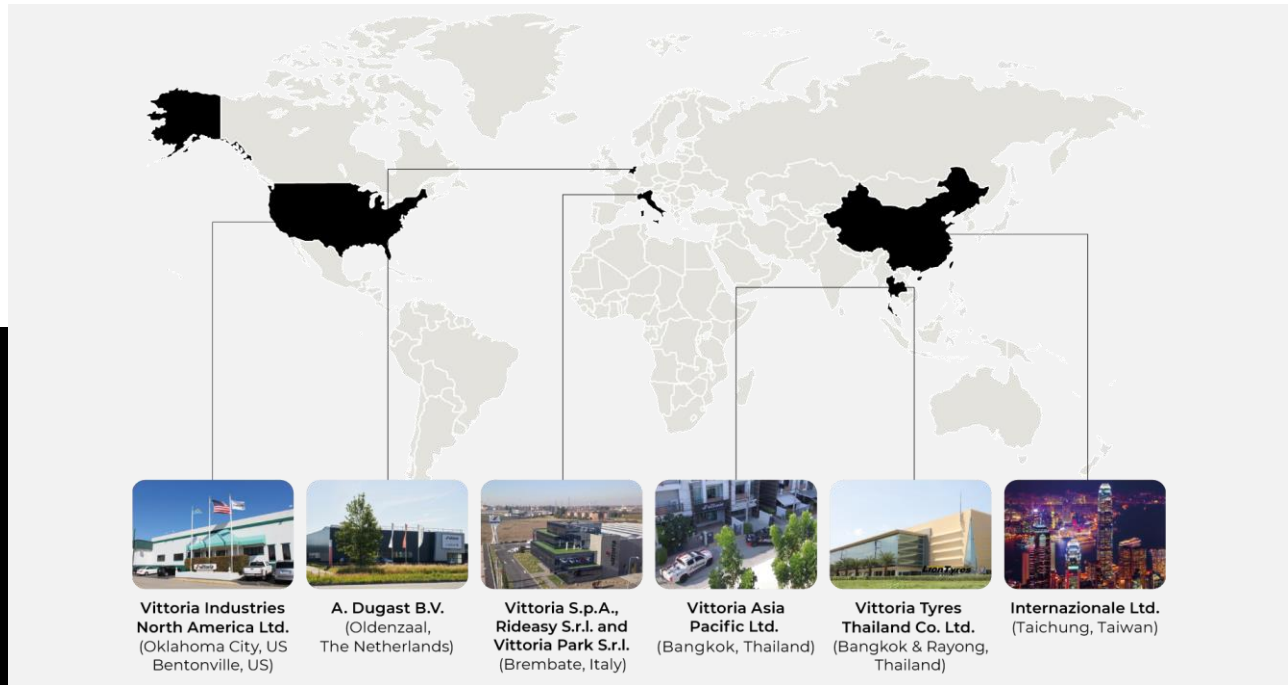 Vittoria Industries
North America Ltd.
(Oklahoma City, US
Bentonville, US)
A. Dugast B.V.
(Oldenzaal,
The Netherlands)
Vittoria S.p.A.,
Rideasy S.r.l. and
Vittoria Park S.r.l.
(Brembate, Italy)
Vittoria Asia
Pacific Ltd.
(Bangkok, Thailand)
LionTyres
Vittoria Tyres
Thailand Co. Ltd.
(Bangkok & Rayong,
Thailand)
Internazionale Ltd.
(Taichung, Taiwan)